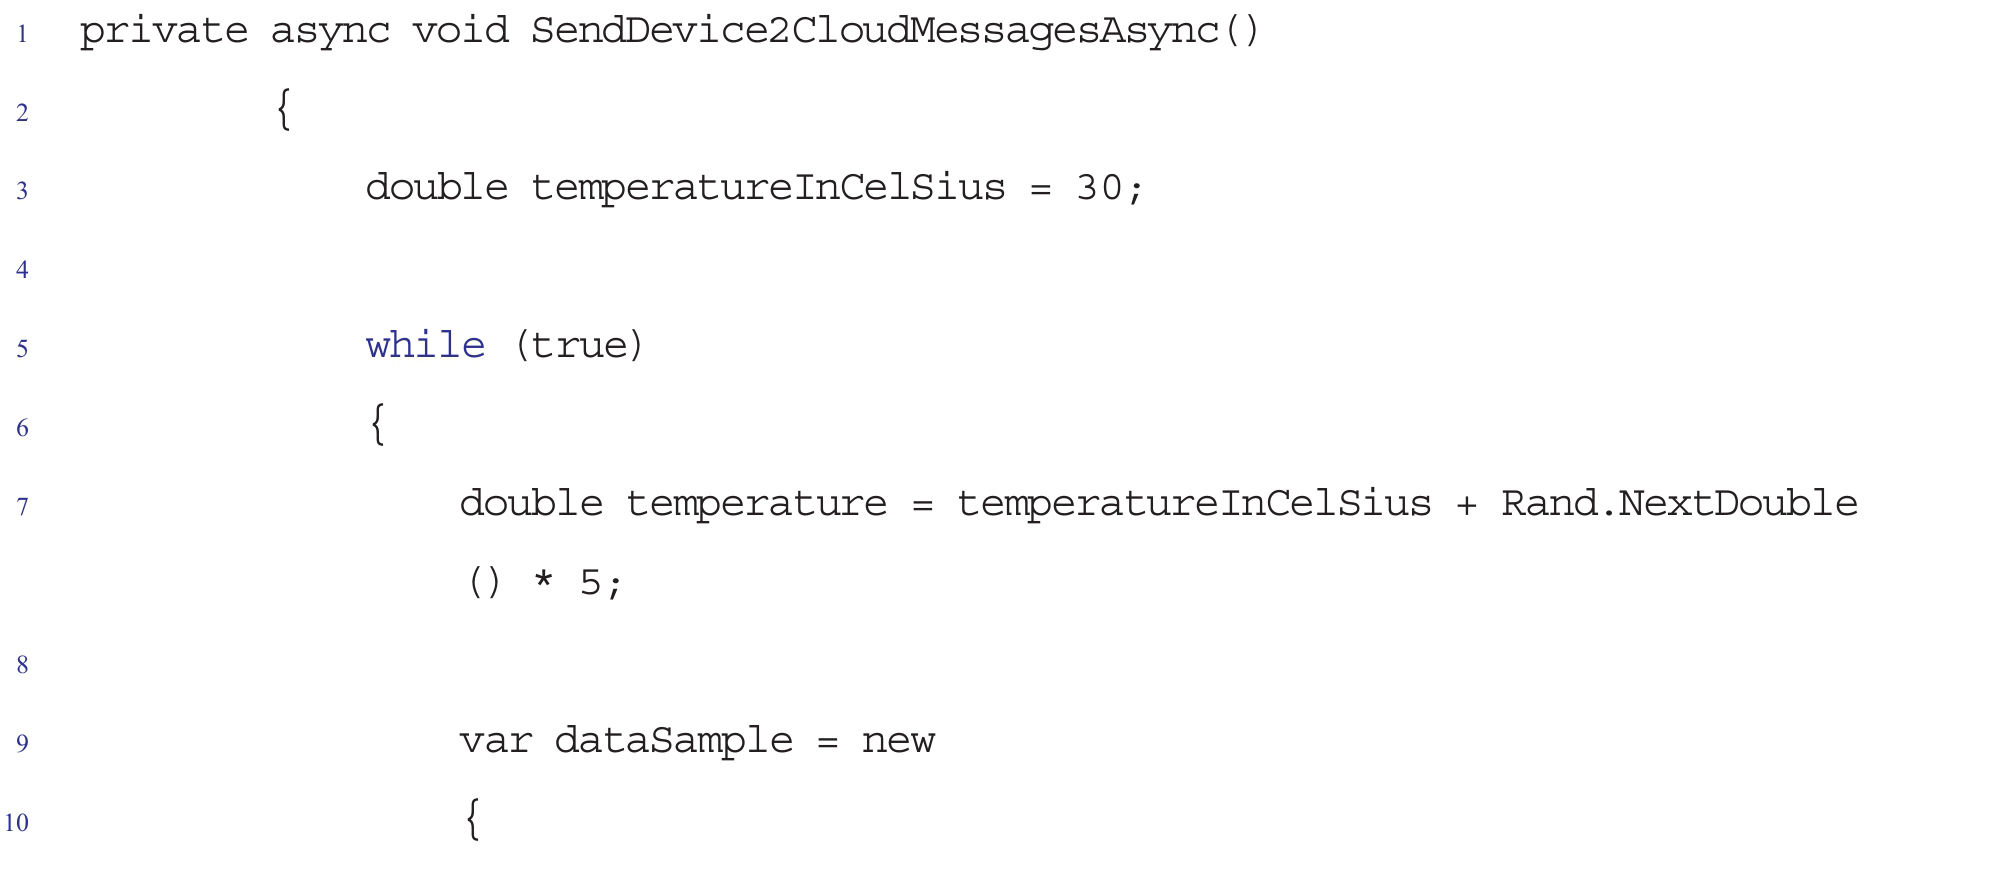 1 private async void SendDevice2CloudMessagesAsync()
2 {
3 double temperatureInCelSius = 30;
4
5 while (true)
6 {
7 double temperature = temperatureInCelSius + Rand.NextDouble
() * 5;
8
9 var dataSample = new
10 {